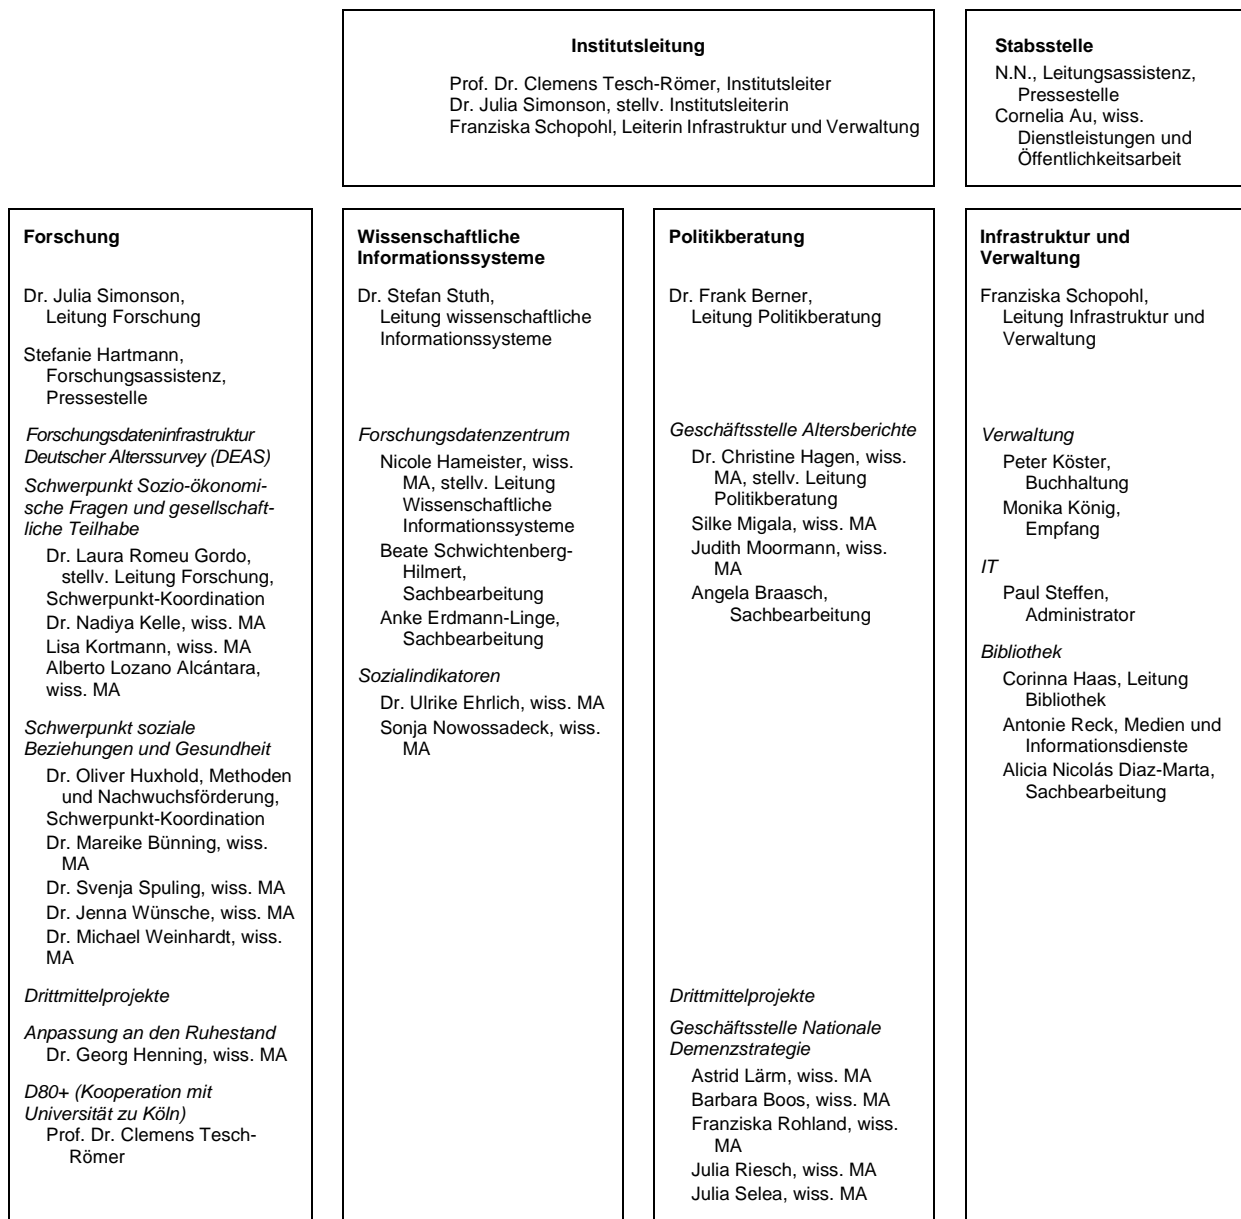 Institutsleitung
Prof. Dr. Clemens Tesch-Römer, Institutsleiter
Dr. Julia Simonson, stellv. Institutsleiterin
Franziska Schopohl, Leiterin Infrastruktur und Verwaltung
Stabsstelle
N.N., Leitungsassistenz,
Pressestelle
Cornelia Au, wiss.
Dienstleistungen und
Öffentlichkeitsarbeit
Forschung
Dr. Julia Simonson,
Leitung Forschung
Stefanie Hartmann,
Forschungsassistenz,
Pressestelle
Forschungsdateninfrastruktur
Deutscher Alterssurvey (DEAS)
Schwerpunkt Sozio-ökonomi-
sche Fragen und gesellschaft-
liche Teilhabe
Dr. Laura Romeu Gordo,
stellv. Leitung Forschung,
Schwerpunkt-Koordination
Dr. Nadiya Kelle, wiss. MA
Lisa Kortmann, wiss. MA
Alberto Lozano Alcántara,
wiss. MA
Schwerpunkt soziale
Beziehungen und Gesundheit
Dr. Oliver Huxhold, Methoden
und Nachwuchsförderung,
Schwerpunkt-Koordination
Dr. Mareike Bünning, wiss.
MA
Dr. Svenja Spuling, wiss. MA
Dr. Jenna Wünsche, wiss. MA
Dr. Michael Weinhardt, wiss.
MA
Drittmittelprojekte
Anpassung an den Ruhestand
Dr. Georg Henning, wiss. MA
D80+ (Kooperation mit
Universität zu Köln)
Prof. Dr. Clemens Tesch-
Römer
Wissenschaftliche
Informationssysteme
Dr. Stefan Stuth,
Leitung wissenschaftliche
Informationssysteme
Forschungsdatenzentrum
Nicole Hameister, wiss.
MA, stellv. Leitung
Wissenschaftliche
Informationssysteme
Beate Schwichtenberg-
Hilmert,
Sachbearbeitung
Anke Erdmann-Linge,
Sachbearbeitung
Sozialindikatoren
Dr. Ulrike Ehrlich, wiss. MA
Sonja Nowossadeck, wiss.
MA
Politikberatung
Dr. Frank Berner,
Leitung Politikberatung
Geschäftsstelle Altersberichte
Dr. Christine Hagen, wiss.
MA, stellv. Leitung
Politikberatung
Silke Migala, wiss. MA
Judith Moormann, wiss.
MA
Angela Braasch,
Sachbearbeitung
Drittmittelprojekte
Geschäftsstelle Nationale
Demenzstrategie
Astrid Lärm, wiss. MA
Barbara Boos, wiss. MA
Franziska Rohland, wiss.
MA
Julia Riesch, wiss. MA
Julia Selea, wiss. MA
Infrastruktur und
Verwaltung
Franziska Schopohl,
Leitung Infrastruktur und
Verwaltung
Verwaltung
Peter Köster,
Buchhaltung
Monika König,
Empfang
IT
Paul Steffen,
Administrator
Bibliothek
Corinna Haas, Leitung
Bibliothek
Antonie Reck, Medien und
Informationsdienste
Alicia Nicolás Diaz-Marta,
Sachbearbeitung